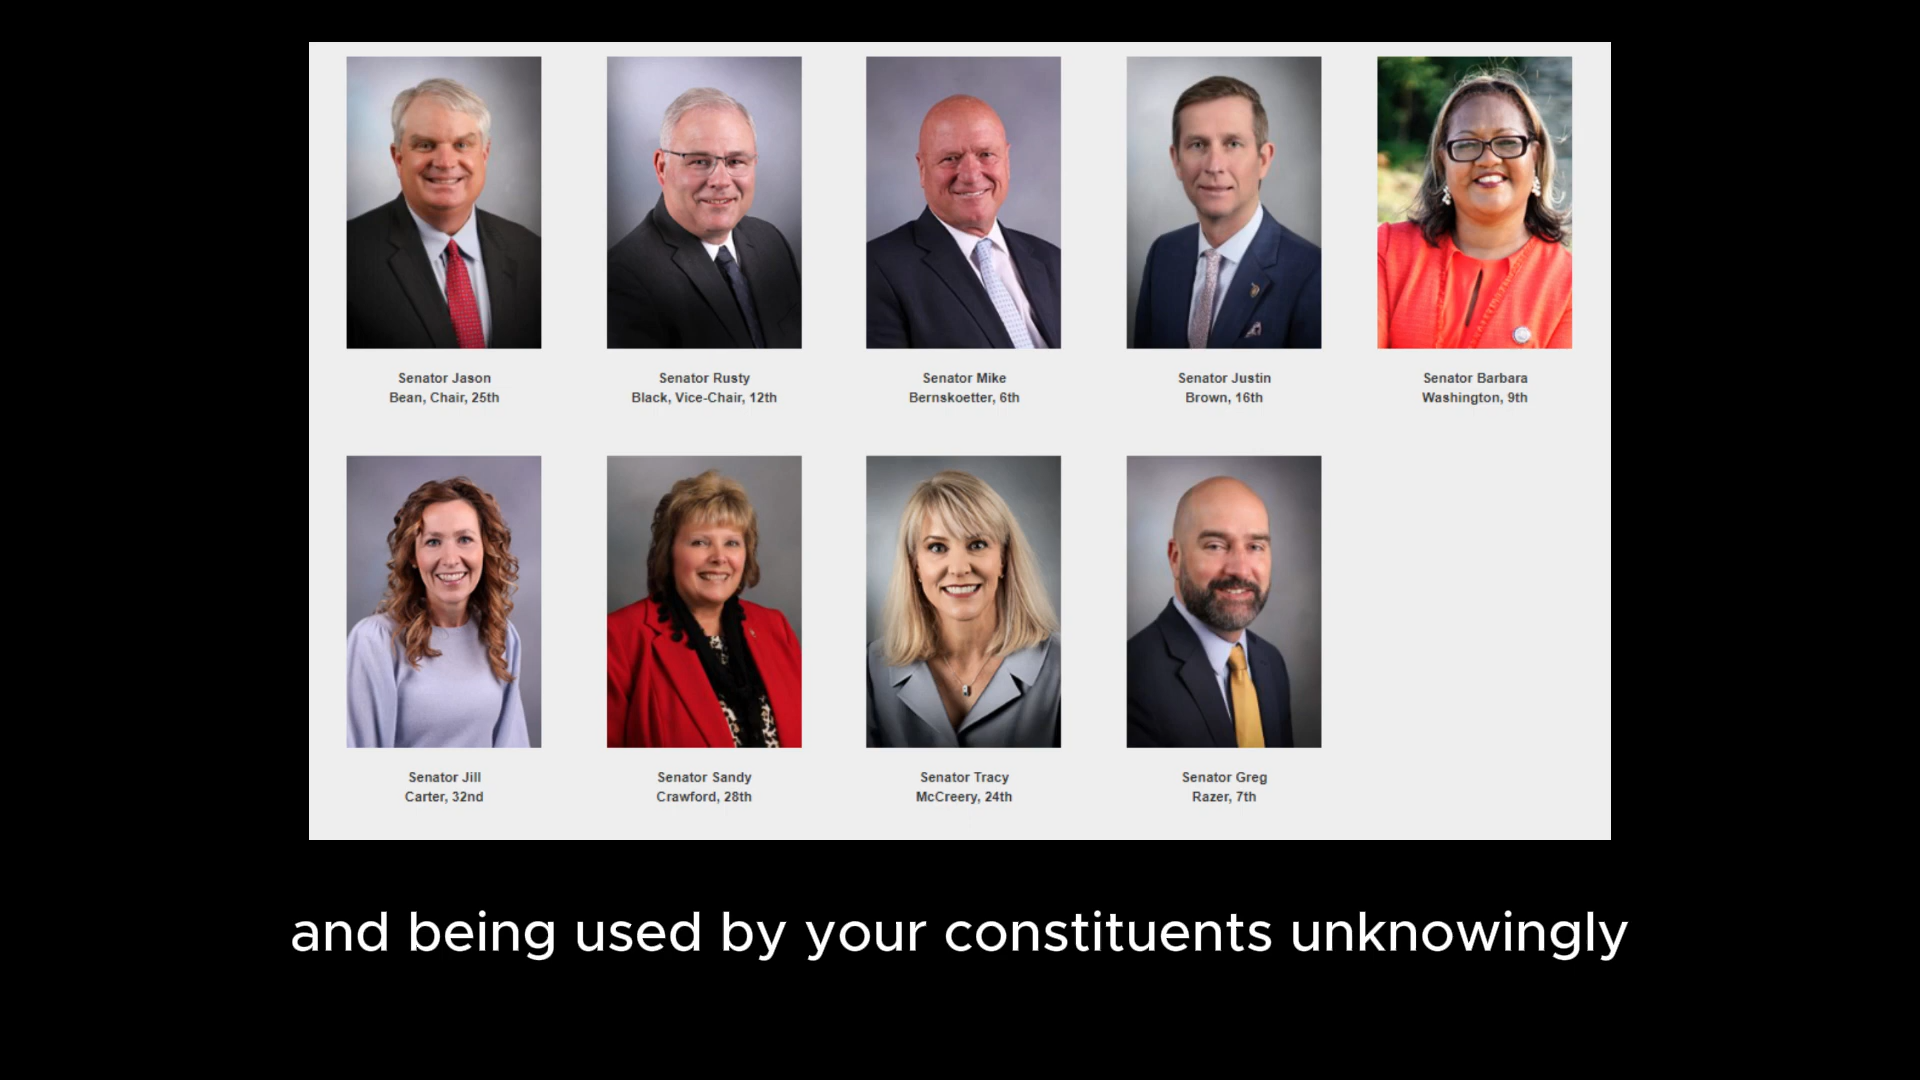 Senator Jason
Bean, Chair, 25th
Senator Rusty
Black, Vice-Chair, 12th
Senator Mike
Bernskoetter, 6th
Senator Justin
Brown, 16th
Senator Barbara
Washington, 9th
Senator Jill
Carter, 32nd
Senator Sandy
Crawford, 28th
Senator Tracy
McCreery, 24th
Senator Greg
Razer, 7th
and being used by your constituents unknowingly